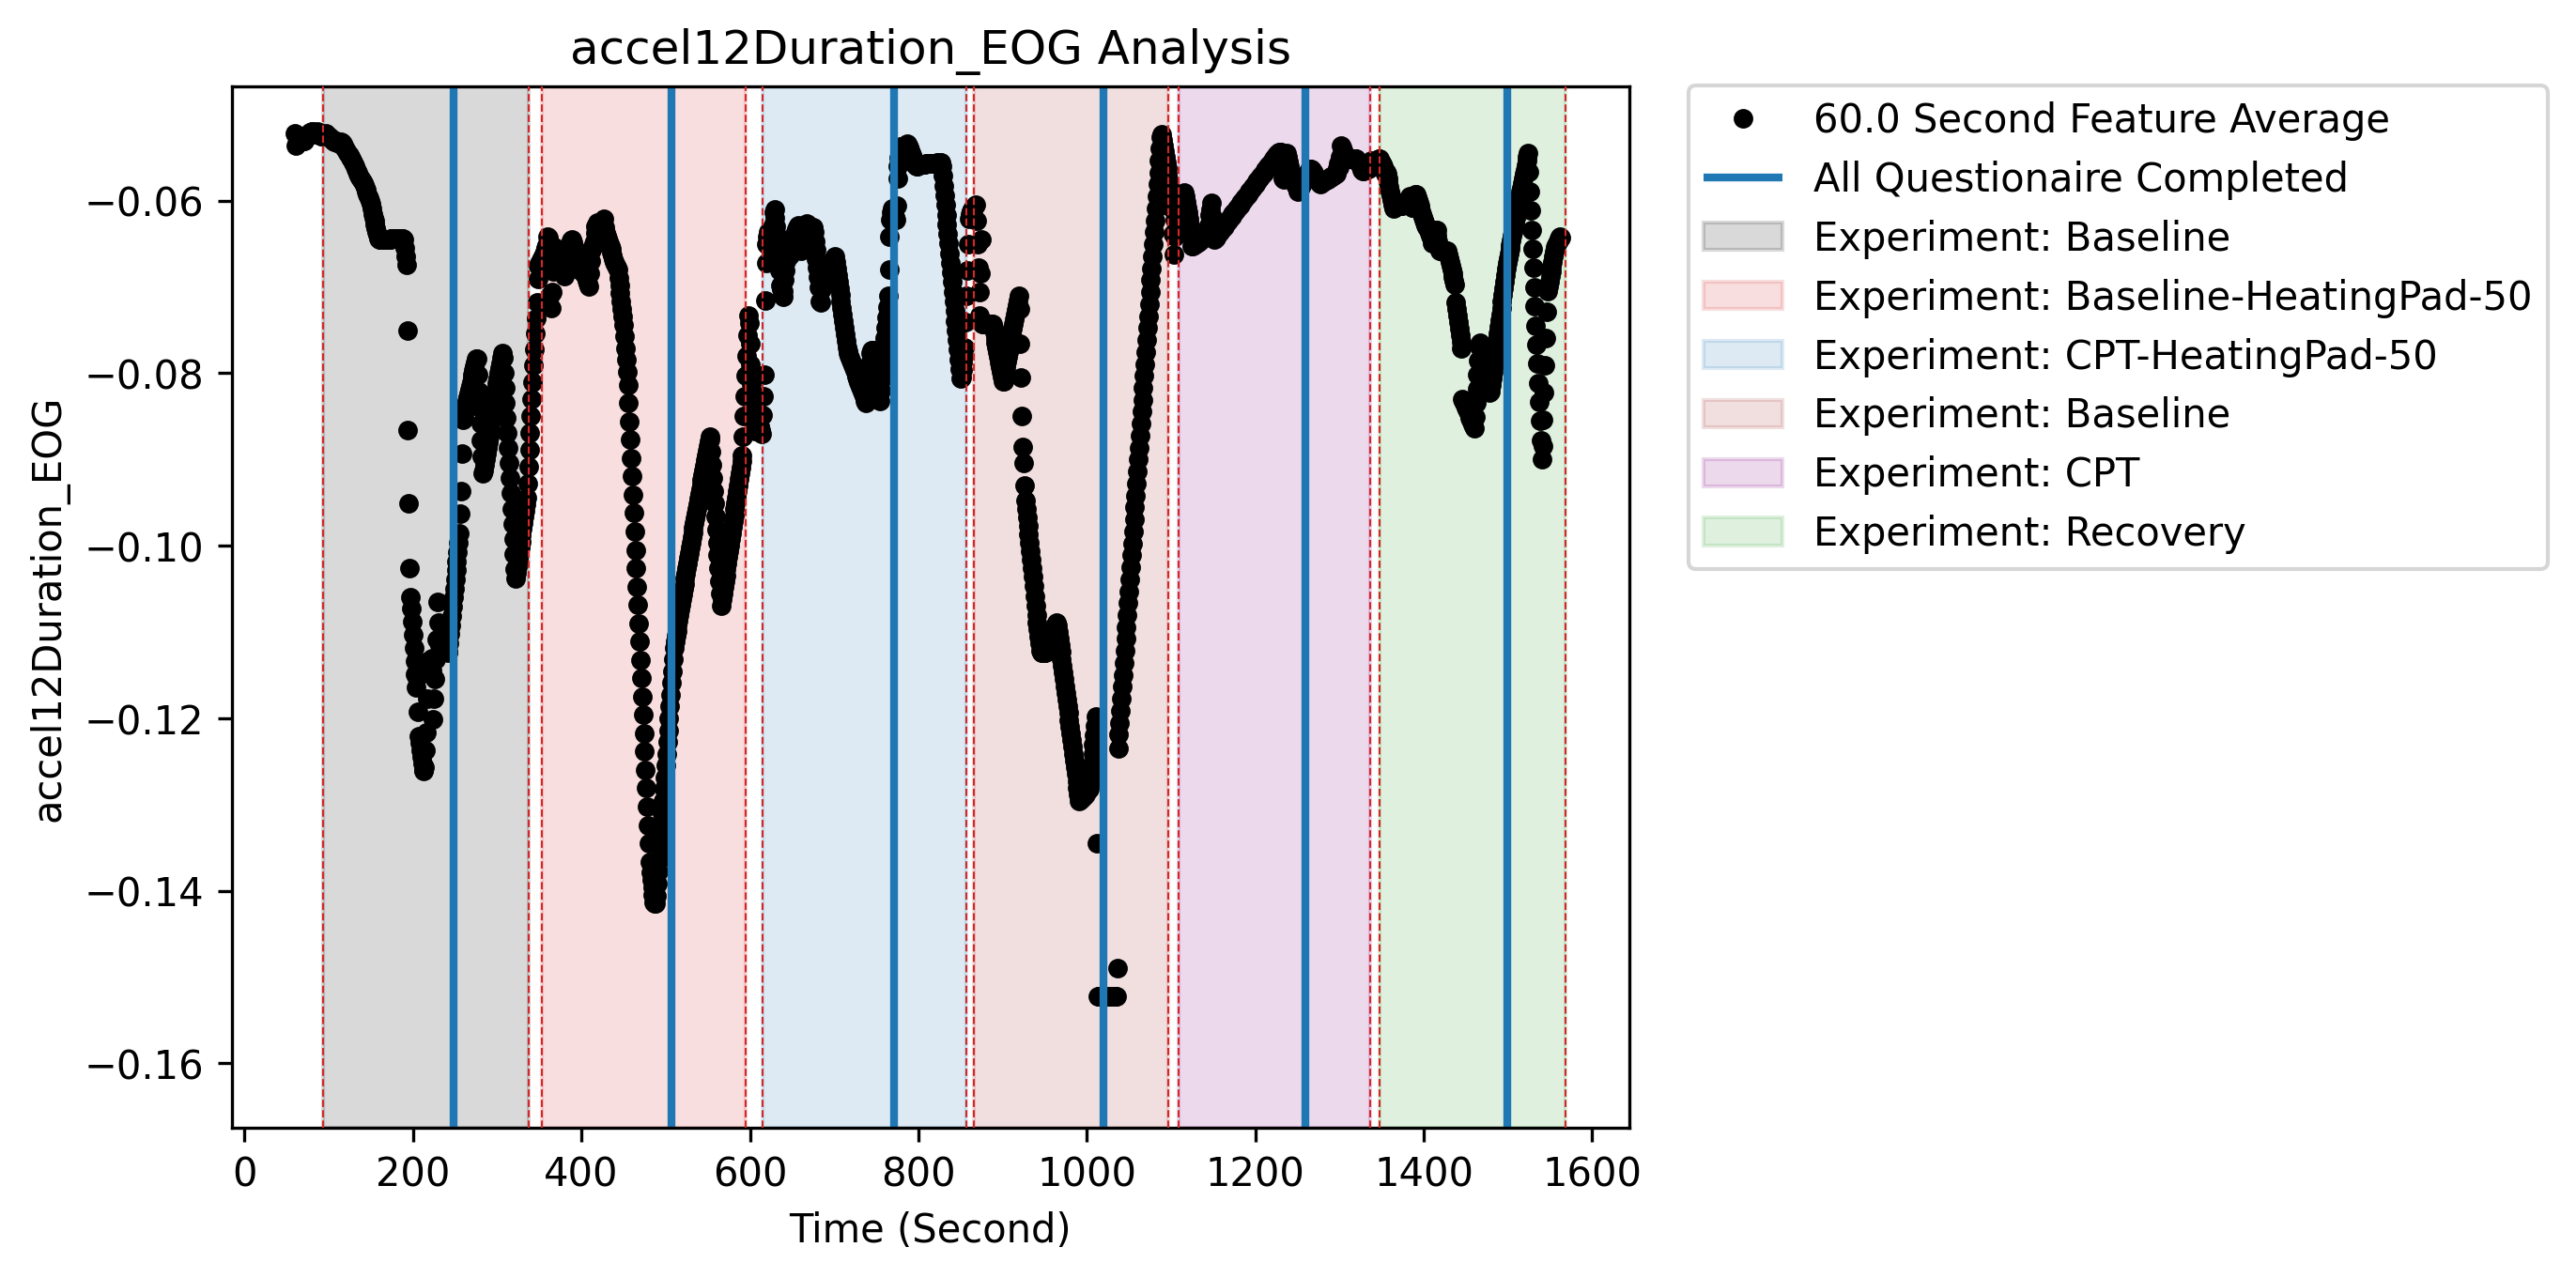 accel12Duration_EOG Analysis
60.0 Second Feature Average
All Questionaire Completed
Experiment: Baseline
Experiment: Baseline-HeatingPad-50
Experiment: CPT-HeatingPad-50
Experiment: Baseline
Experiment: CPT
Experiment: Recovery
accel12Duration_EOG
−0.06
−0.08
−0.10
−0.12
−0.14
−0.16
0 200 400 600 800 1000 1200 1400 1600
Time (Second)